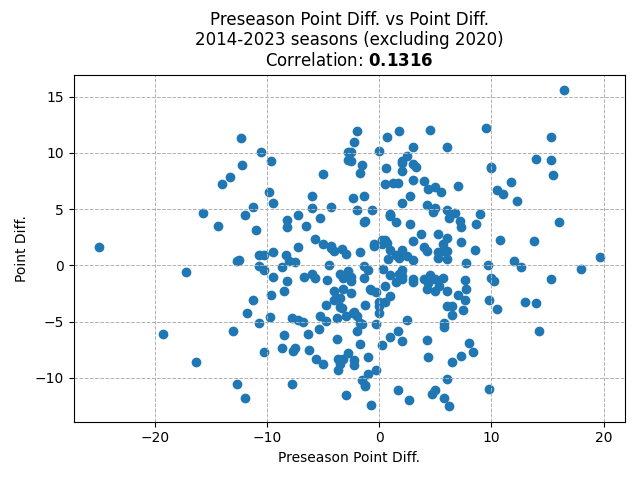 Preseason Point Diff. vs Point Diff.
2014-2023 seasons (excluding 2020)
Correlation: 0.1316
15
10
5
0
−5
−10
Point Diff.
−20
−10
0
10
20
Preseason Point Diff.